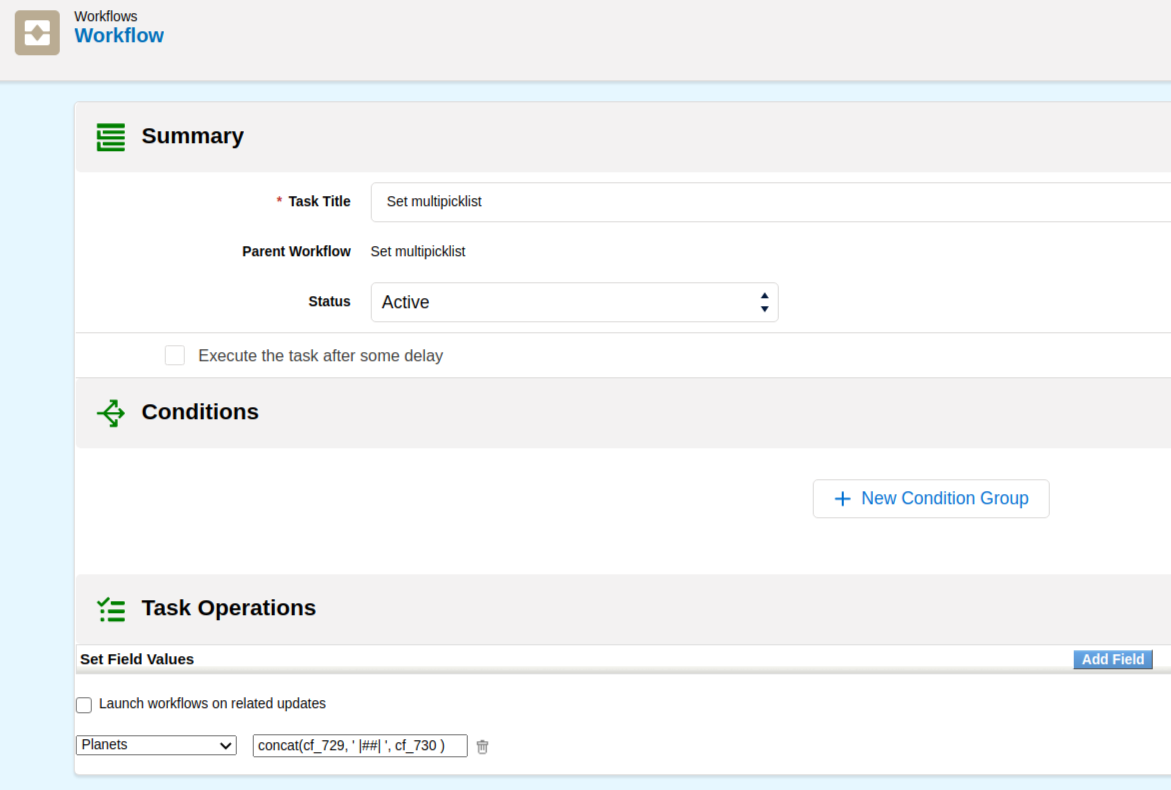 Workflows
Workflow
Summary
* Task Title Set multipicklist
Parent Workflow Set multipicklist
Status Active
Execute the task after some delay
Conditions
+ New Condition Group
Task Operations
Set Field Values Add Field
Launch workflows on related updates
Planets concat(cf_729, ' |##| ', cf_730 )